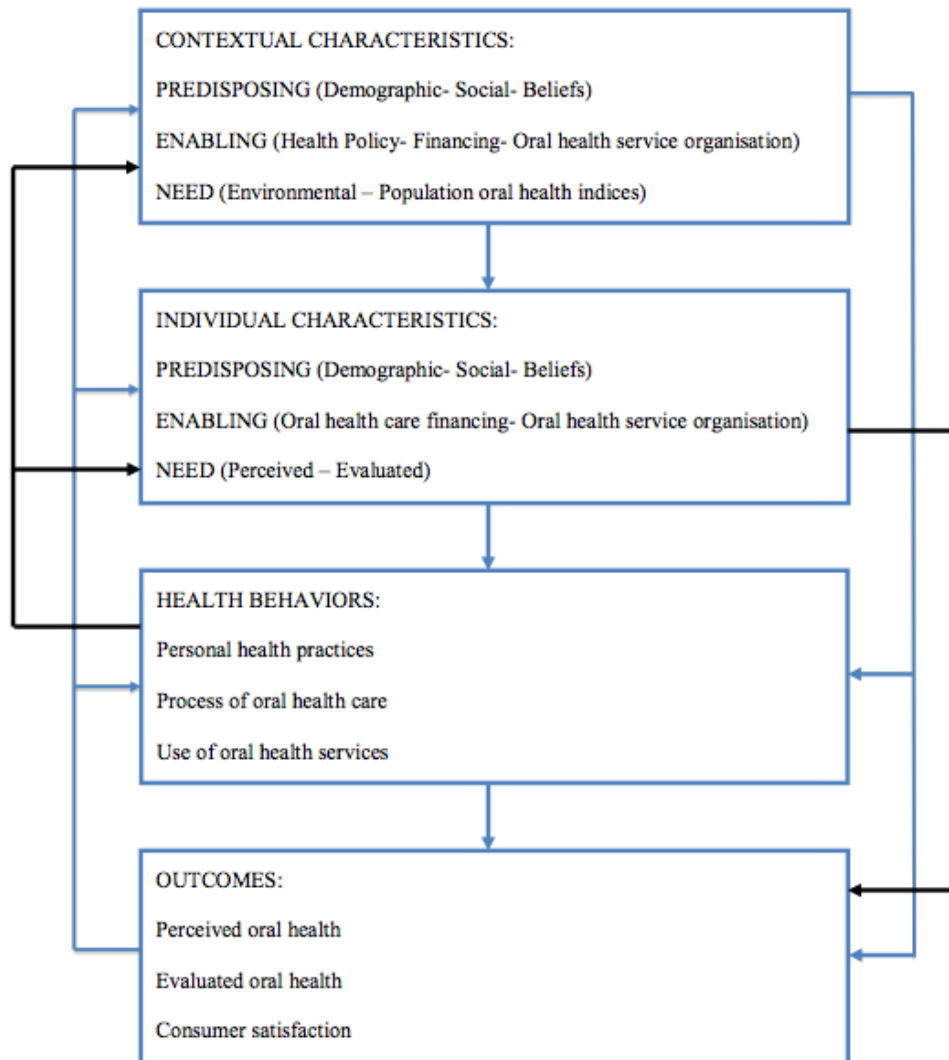 CONTEXTUAL CHARACTERISTICS:
PREDISPOSING (Demographic- Social- Beliefs)
ENABLING (Health Policy- Financing- Oral health service organisation)
NEED (Environmental – Population oral health indices)
INDIVIDUAL CHARACTERISTICS:
PREDISPOSING (Demographic- Social- Beliefs)
ENABLING (Oral health care financing- Oral health service organisation)
NEED (Perceived – Evaluated)
HEALTH BEHAVIORS:
Personal health practices
Process of oral health care
Use of oral health services
OUTCOMES:
Perceived oral health
Evaluated oral health
Consumer satisfaction